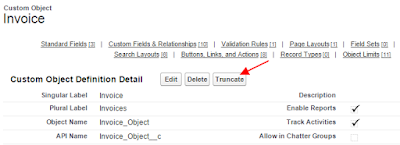 Custom Object
Invoice
Standard Fields [3] | Custom Fields & Relationships [10] | Validation Rules [1] | Page Layouts [1] | Field Sets [0] |
Search Layouts [6] | Buttons, Links, and Actions [8] | Record Types [0] | Object Limits [11]
Custom Object Definition Detail Edit Delete Truncate
Singular Label Invoice Description
Plural Label Invoices Enable Reports ✓
Object Name Invoice_Object Track Activities ✓
API Name Invoice_Object__c Allow in Chatter Groups